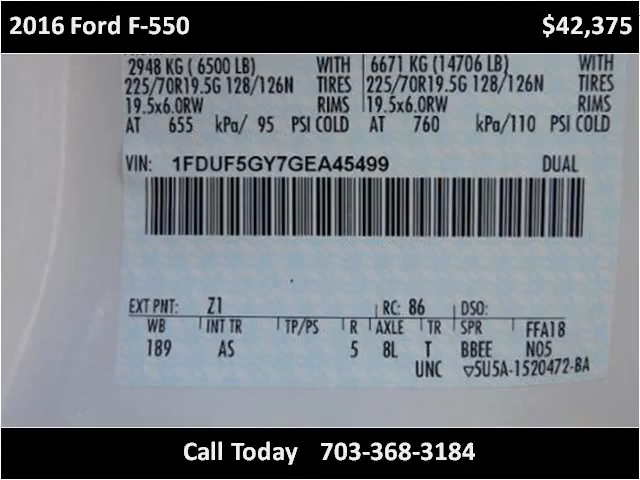 2016 Ford F-550 $42,375
2948 KG ( 6500 LB) WITH 6671 KG (14706 LB) WITH
225/70R19.5G 128/126N TIRES 225/70R19.5G 128/126N TIRES
19.5x6.0RW RIMS 19.5x6.0RW RIMS
AT 655 kPa/ 95 PSI COLD AT 760 kPa/110 PSI COLD
VIN: 1FDUF5GY7GEA45499 DUAL
EXT PNT: Z1 RC: 86 DSO:
WB INT TR TP/PS R AXLE TR SPR FFA18
189 AS 5 8L T BBEE N05
UNC ▽5U5A-1520472-BA
Call Today 703-368-3184